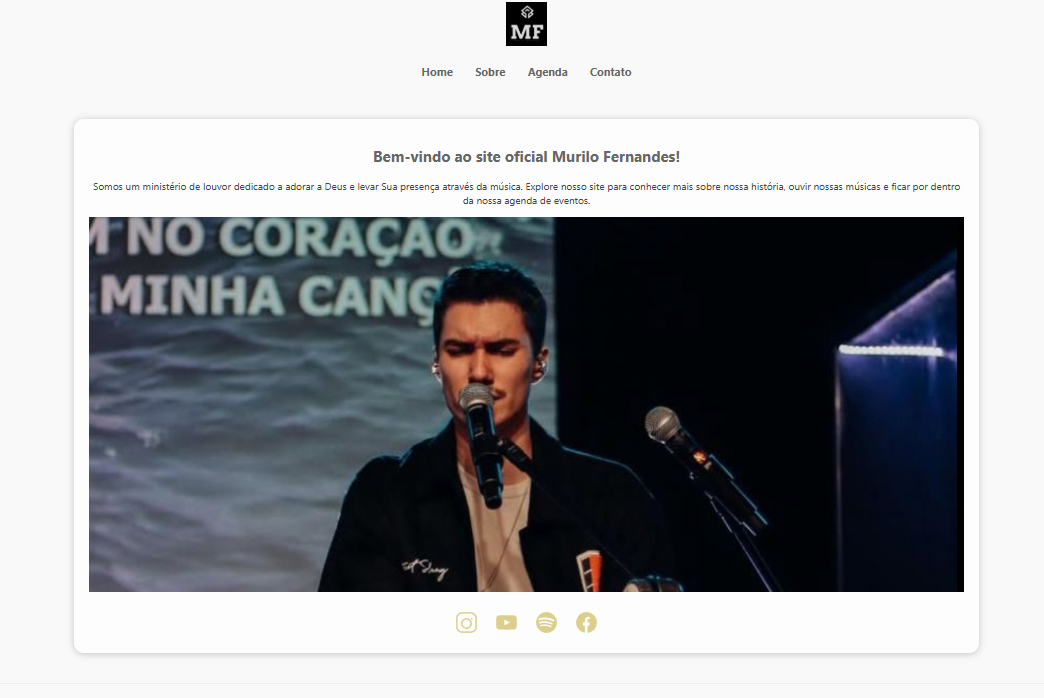 MF
Home Sobre Agenda Contato
Bem-vindo ao site oficial Murilo Fernandes!
Somos um ministério de louvor dedicado a adorar a Deus e levar Sua presença através da música. Explore nosso site para conhecer mais sobre nossa história, ouvir nossas músicas e ficar por dentro
da nossa agenda de eventos.
NO CORAÇÃO
MINHA